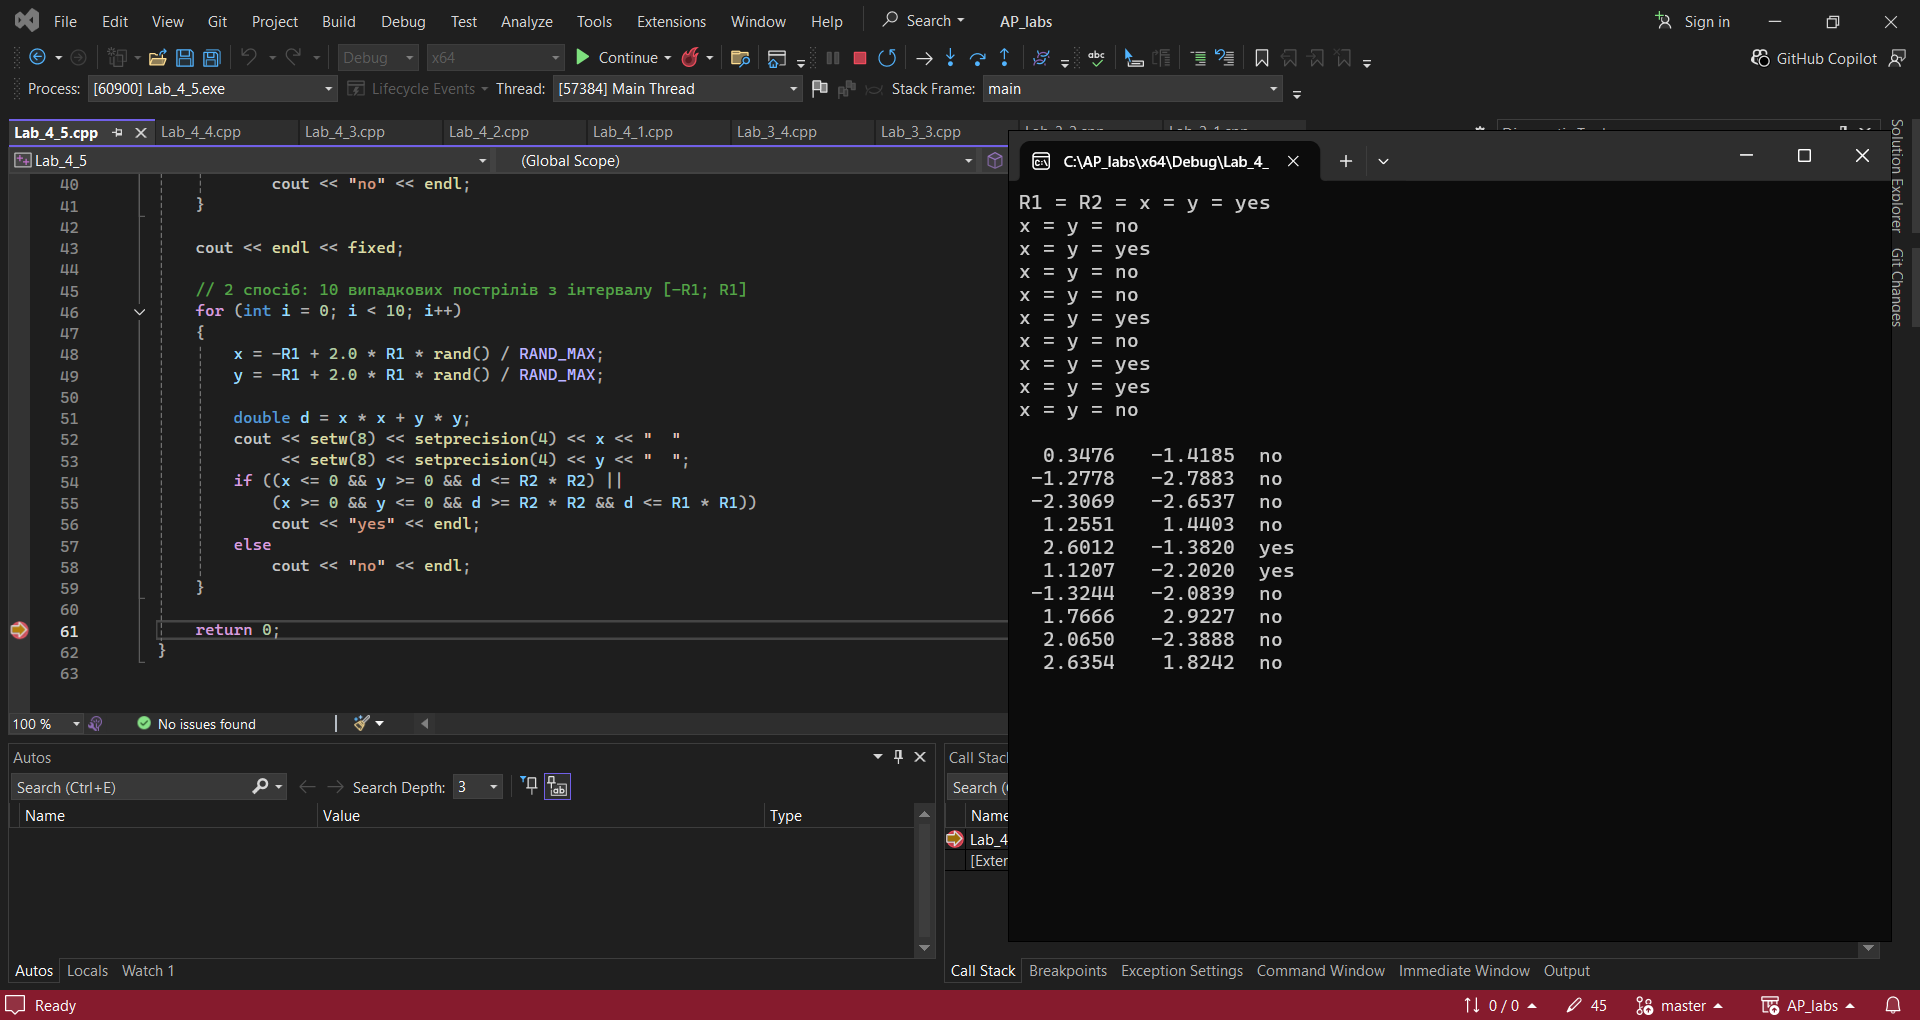 File Edit View Git Project Build Debug Test Analyze Tools Extensions Window Help Search AP_labs Sign in
Debug x64 Continue abc GitHub Copilot
Process: [60900] Lab_4_5.exe Lifecycle Events Thread: [57384] Main Thread Stack Frame: main
Lab_4_5.cpp Lab_4_4.cpp Lab_4_3.cpp Lab_4_2.cpp Lab_4_1.cpp Lab_3_4.cpp Lab_3_3.cpp
Lab_4_5 (Global Scope)
40 cout << "no" << endl;
41 }
42
43 cout << endl << fixed;
44
45 // 2 спосіб: 10 випадкових пострілів з інтервалу [-R1; R1]
46 for (int i = 0; i < 10; i++)
47 {
48 x = -R1 + 2.0 * R1 * rand() / RAND_MAX;
49 y = -R1 + 2.0 * R1 * rand() / RAND_MAX;
50
51 double d = x * x + y * y;
52 cout << setw(8) << setprecision(4) << x << "  "
53 << setw(8) << setprecision(4) << y << "  ";
54 if ((x <= 0 && y >= 0 && d <= R2 * R2) ||
55 (x >= 0 && y <= 0 && d >= R2 * R2 && d <= R1 * R1))
56 cout << "yes" << endl;
57 else
58 cout << "no" << endl;
59 }
60
61 return 0;
62 }
63
100 % No issues found
C:\AP_labs\x64\Debug\Lab_4_
R1 = R2 = x = y = yes
x = y = no
x = y = yes
x = y = no
x = y = no
x = y = yes
x = y = no
x = y = yes
x = y = yes
x = y = no
0.3476 -1.4185 no
-1.2778 -2.7883 no
-2.3069 -2.6537 no
1.2551 1.4403 no
2.6012 -1.3820 yes
1.1207 -2.2020 yes
-1.3244 -2.0839 no
1.7666 2.9227 no
2.0650 -2.3888 no
2.6354 1.8242 no
Solution Explorer
Git Changes
Autos
Search (Ctrl+E) Search Depth: 3
Name Value Type
Autos Locals Watch 1
Call Stac
Search (
Name
Lab_4
[Exter
Call Stack Breakpoints Exception Settings Command Window Immediate Window Output
Ready 0 / 0 45 master AP_labs